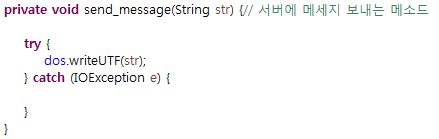 private void send_message(String str) {// 서버에 메세지 보내는 메소드
try {
dos.writeUTF(str);
} catch (IOException e) {
}
}